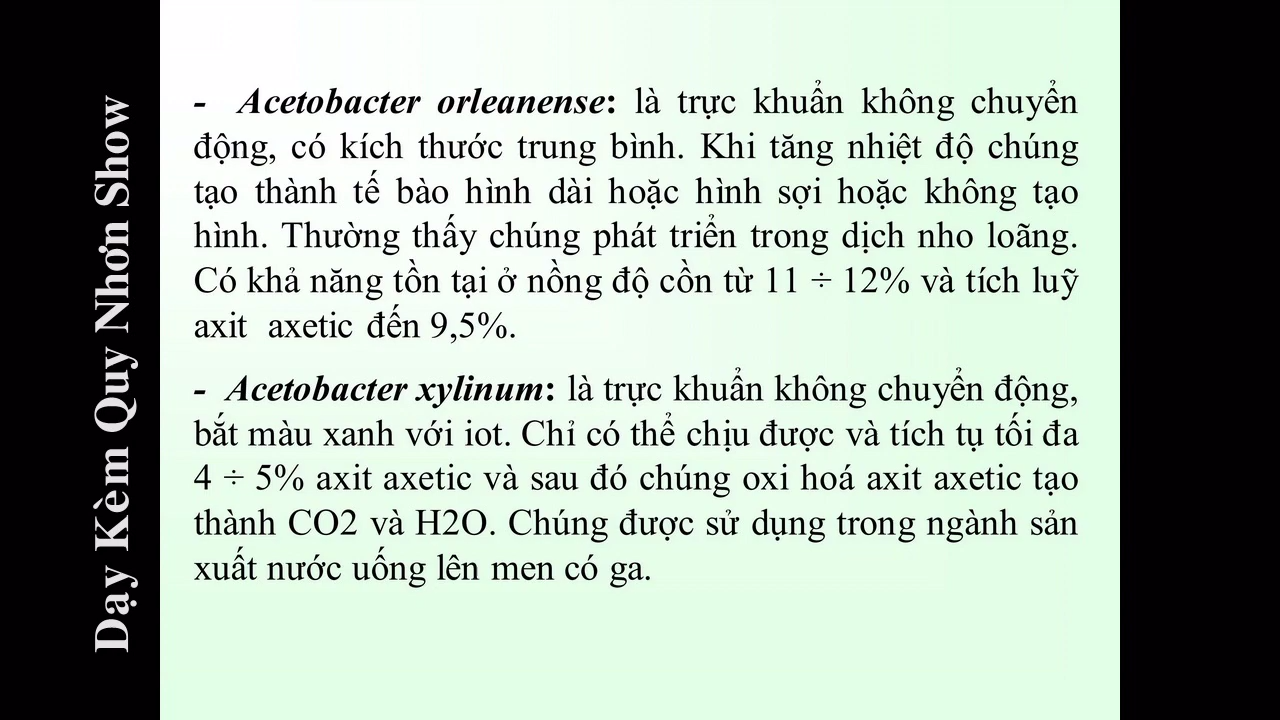 Dạy Kèm Quy Nhơn Show
- Acetobacter orleanense: là trực khuẩn không chuyển
động, có kích thước trung bình. Khi tăng nhiệt độ chúng
tạo thành tế bào hình dài hoặc hình sợi hoặc không tạo
hình. Thường thấy chúng phát triển trong dịch nho loãng.
Có khả năng tồn tại ở nồng độ cồn từ 11 ÷ 12% và tích luỹ
axit axetic đến 9,5%.
- Acetobacter xylinum: là trực khuẩn không chuyển động,
bắt màu xanh với iot. Chỉ có thể chịu được và tích tụ tối đa
4 ÷ 5% axit axetic và sau đó chúng oxi hoá axit axetic tạo
thành CO2 và H2O. Chúng được sử dụng trong ngành sản
xuất nước uống lên men có ga.